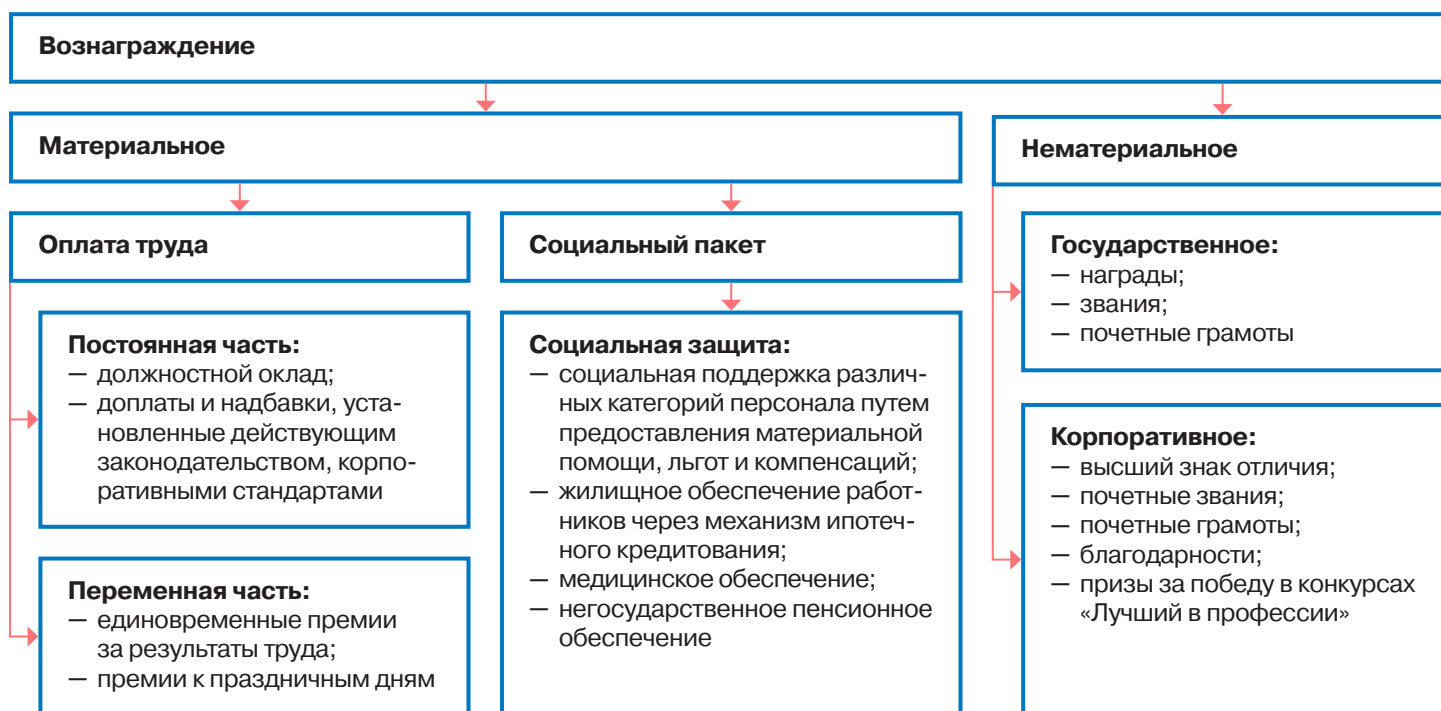 Вознаграждение
Материальное
Нематериальное
Оплата труда
Социальный пакет
Постоянная часть:
— должностной оклад;
— доплаты и надбавки, уста-
новленные действующим
законодательством, корпо-
ративными стандартами
Переменная часть:
— единовременные премии
за результаты труда;
— премии к праздничным дням
Социальная защита:
— социальная поддержка различ-
ных категорий персонала путем
предоставления материальной
помощи, льгот и компенсаций;
— жилищное обеспечение работ-
ников через механизм ипотеч-
ного кредитования;
— медицинское обеспечение;
— негосударственное пенсионное
обеспечение
Государственное:
— награды;
— звания;
— почетные грамоты
Корпоративное:
— высший знак отличия;
— почетные звания;
— почетные грамоты;
— благодарности;
— призы за победу в конкурсах
«Лучший в профессии»